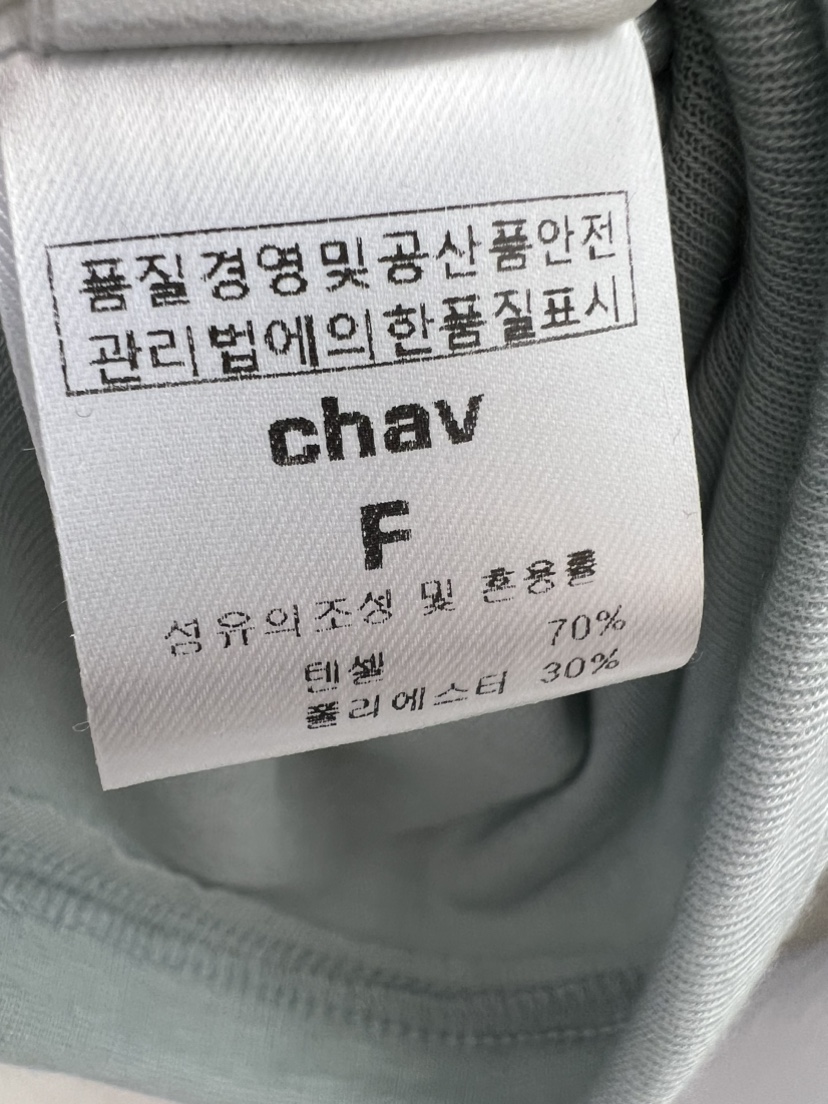 품질경영및공산품안전
관리법에의한품질표시
chav
F
섬유의조성 및 혼용률
텐셀 70%
폴리에스터 30%